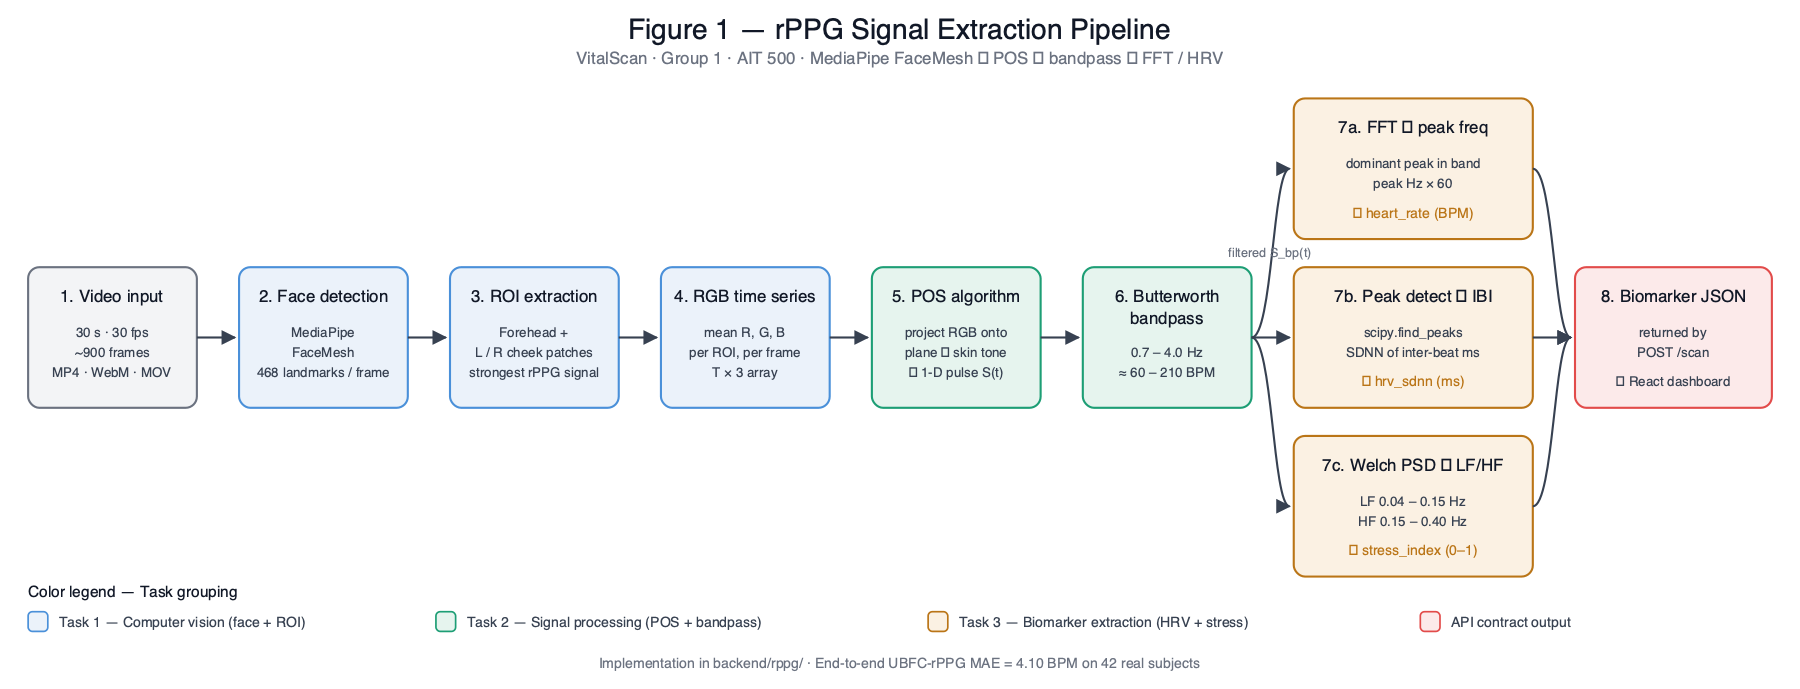 Figure 1 — rPPG Signal Extraction Pipeline
VitalScan · Group 1 · AIT 500 · MediaPipe FaceMesh □ POS □ bandpass □ FFT / HRV
1. Video input
30 s · 30 fps
~900 frames
MP4 · WebM · MOV
2. Face detection
MediaPipe
FaceMesh
468 landmarks / frame
3. ROI extraction
Forehead +
L / R cheek patches
strongest rPPG signal
4. RGB time series
mean R, G, B
per ROI, per frame
T × 3 array
5. POS algorithm
project RGB onto
plane □ skin tone
□ 1-D pulse S(t)
6. Butterworth
bandpass
0.7 – 4.0 Hz
≈ 60 – 210 BPM
filtered S_bp(t)
7a. FFT □ peak freq
dominant peak in band
peak Hz × 60
□ heart_rate (BPM)
7b. Peak detect □ IBI
scipy.find_peaks
SDNN of inter-beat ms
□ hrv_sdnn (ms)
7c. Welch PSD □ LF/HF
LF 0.04 – 0.15 Hz
HF 0.15 – 0.40 Hz
□ stress_index (0–1)
8. Biomarker JSON
returned by
POST /scan
□ React dashboard
Color legend — Task grouping
Task 1 — Computer vision (face + ROI)
Task 2 — Signal processing (POS + bandpass)
Task 3 — Biomarker extraction (HRV + stress)
API contract output
Implementation in backend/rppg/ · End-to-end UBFC-rPPG MAE = 4.10 BPM on 42 real subjects